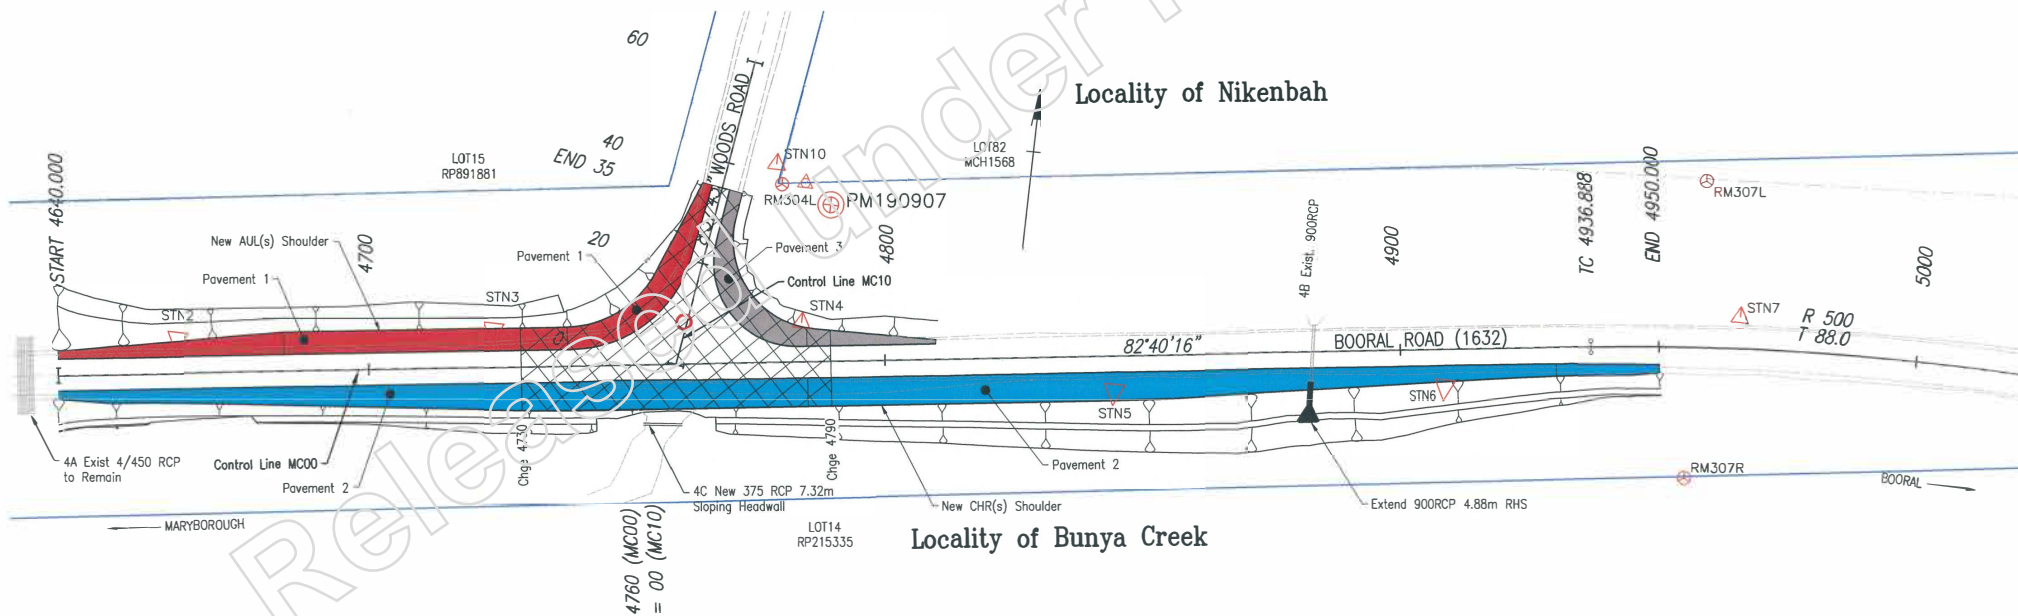 60
Locality of Nikenbah
WOODS ROAD
40
END 35
LOT15
RP891881
STN10
LOT82
MCH1568
RM304L
PM190907
RM307L
START 4640.000
New AUL(s) Shoulder
4700
20
Pavement 1
Pavement 1
Pavement 3
4800
Control Line MC10
4B Exist. 900RCP
4900
TC 4936.888
END 4950.000
5000
STN2
STN3
STN4
STN7
R 500
T 88.0
82°40'16"
BOORAL ROAD (1632)
STN5
STN6
4A Exist 4/450 RCP
to Remain
Control Line MC00
Pavement 2
Chge 4730
Chge 4790
Pavement 2
4C New 375 RCP 7.32m
Sloping Headwall
New CHR(s) Shoulder
Extend 900RCP 4.88m RHS
RM307R
BOORAL
MARYBOROUGH
4760 (MC00)
= 00 (MC10)
LOT14
RP215335
Locality of Bunya Creek
Released under